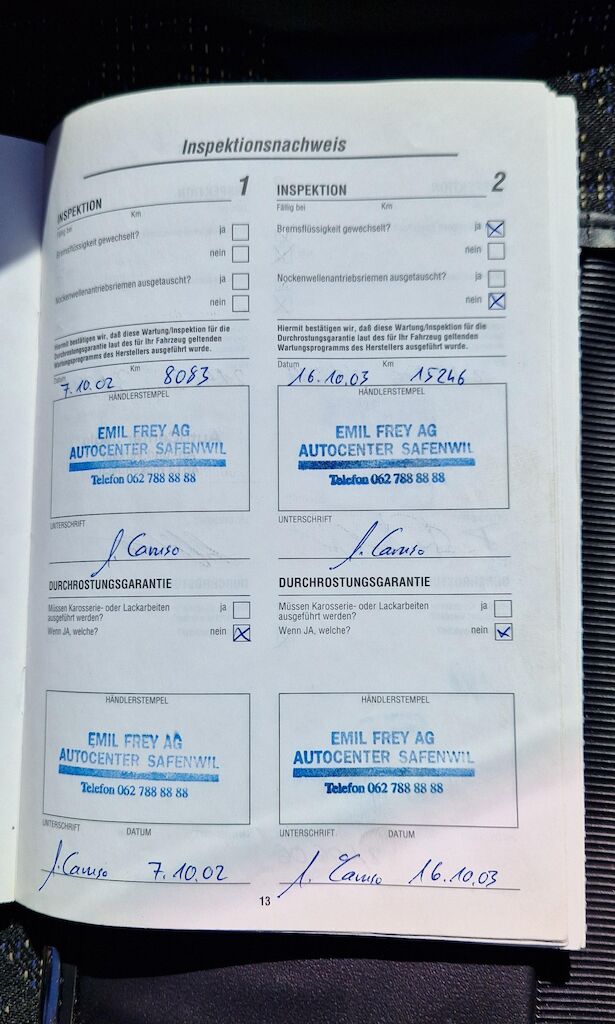 Inspektionsnachweis
INSPEKTION 1
Fällig bei Km
Bremsflüssigkeit gewechselt? ja
nein
Nockenwellenantriebsriemen ausgetauscht? ja
nein
Hiermit bestätigen wir, daß diese Wartung/Inspektion für die
Durchrostungsgarantie laut des für Ihr Fahrzeug geltenden
Wartungsprogramms des Herstellers ausgeführt wurde.
Datum 7.10.02 Km 8083
HÄNDLERSTEMPEL
EMIL FREY AG
AUTOCENTER SAFENWIL
Telefon 062 788 88 88
UNTERSCHRIFT
J. Caruso
DURCHROSTUNGSGARANTIE
Müssen Karosserie- oder Lackarbeiten ja
ausgeführt werden?
Wenn JA, welche? nein
HÄNDLERSTEMPEL
EMIL FREY AG
AUTOCENTER SAFENWIL
Telefon 062 788 88 88
UNTERSCHRIFT DATUM
J. Caruso 7.10.02
INSPEKTION 2
Fällig bei Km
Bremsflüssigkeit gewechselt? ja
nein
Nockenwellenantriebsriemen ausgetauscht? ja
nein
Hiermit bestätigen wir, daß diese Wartung/Inspektion für die
Durchrostungsgarantie laut des für Ihr Fahrzeug geltenden
Wartungsprogramms des Herstellers ausgeführt wurde.
Datum 16.10.03 Km 15246
HÄNDLERSTEMPEL
EMIL FREY AG
AUTOCENTER SAFENWIL
Telefon 062 788 88 88
UNTERSCHRIFT
J. Caruso
DURCHROSTUNGSGARANTIE
Müssen Karosserie- oder Lackarbeiten ja
ausgeführt werden?
Wenn JA, welche? nein
HÄNDLERSTEMPEL
EMIL FREY AG
AUTOCENTER SAFENWIL
Telefon 062 788 88 88
UNTERSCHRIFT DATUM
J. Caruso 16.10.03
13